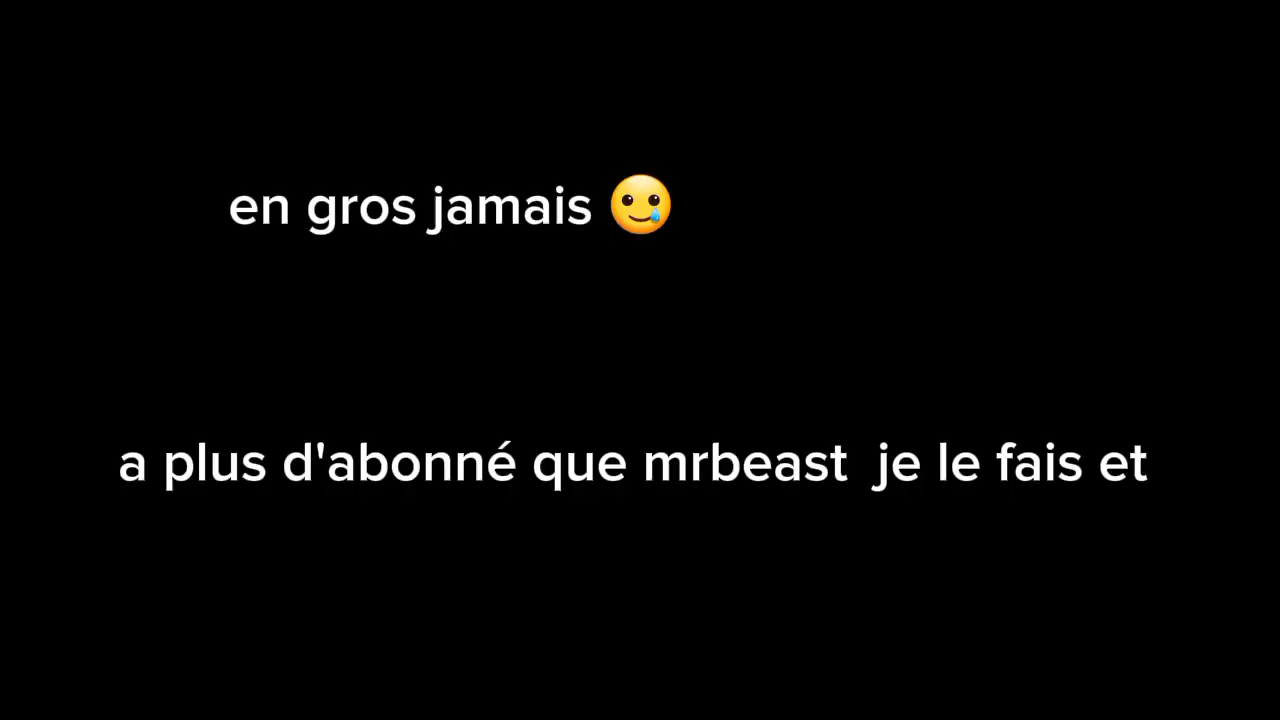 en gros jamais 🥲
a plus d'abonné que mrbeast  je le fais et